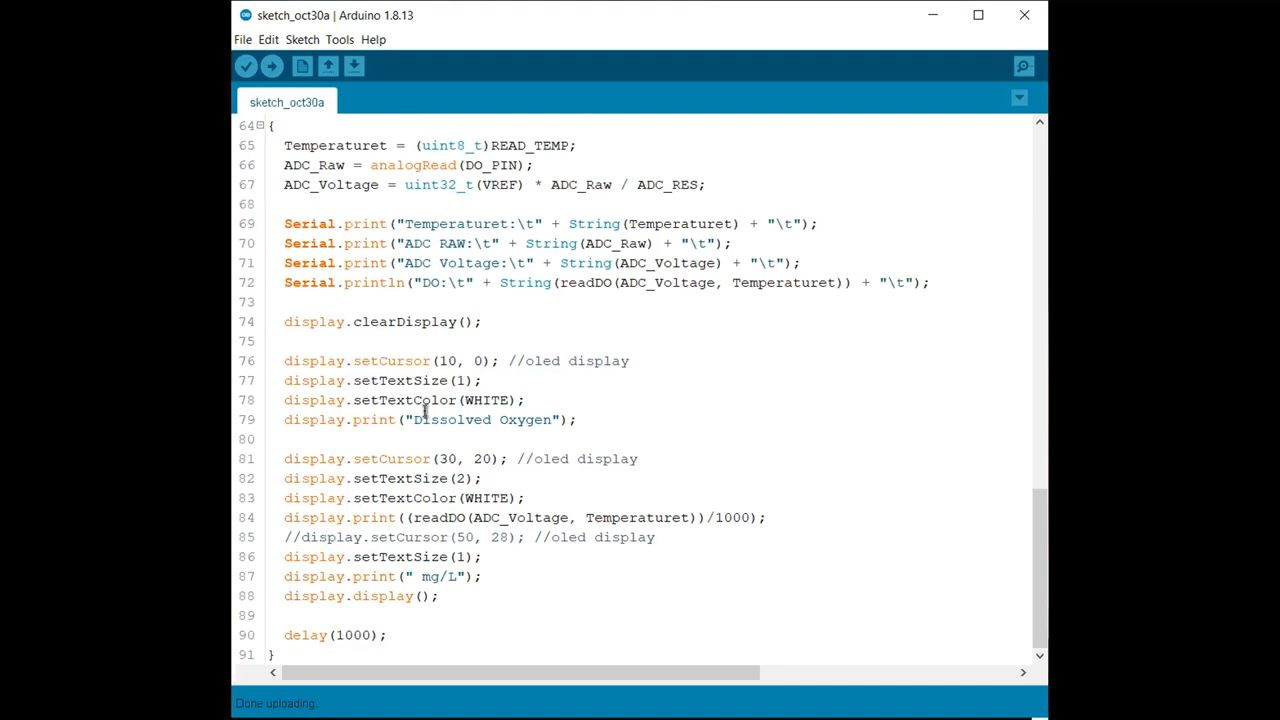 sketch_oct30a | Arduino 1.8.13
File Edit Sketch Tools Help
sketch_oct30a
64 {
65 Temperaturet = (uint8_t)READ_TEMP;
66 ADC_Raw = analogRead(DO_PIN);
67 ADC_Voltage = uint32_t(VREF) * ADC_Raw / ADC_RES;
68
69 Serial.print("Temperaturet:\t" + String(Temperaturet) + "\t");
70 Serial.print("ADC RAW:\t" + String(ADC_Raw) + "\t");
71 Serial.print("ADC Voltage:\t" + String(ADC_Voltage) + "\t");
72 Serial.println("DO:\t" + String(readDO(ADC_Voltage, Temperaturet)) + "\t");
73
74 display.clearDisplay();
75
76 display.setCursor(10, 0); //oled display
77 display.setTextSize(1);
78 display.setTextColor(WHITE);
79 display.print("Dissolved Oxygen");
80
81 display.setCursor(30, 20); //oled display
82 display.setTextSize(2);
83 display.setTextColor(WHITE);
84 display.print((readDO(ADC_Voltage, Temperaturet))/1000);
85 //display.setCursor(50, 28); //oled display
86 display.setTextSize(1);
87 display.print(" mg/L");
88 display.display();
89
90 delay(1000);
91 }
Done uploading.